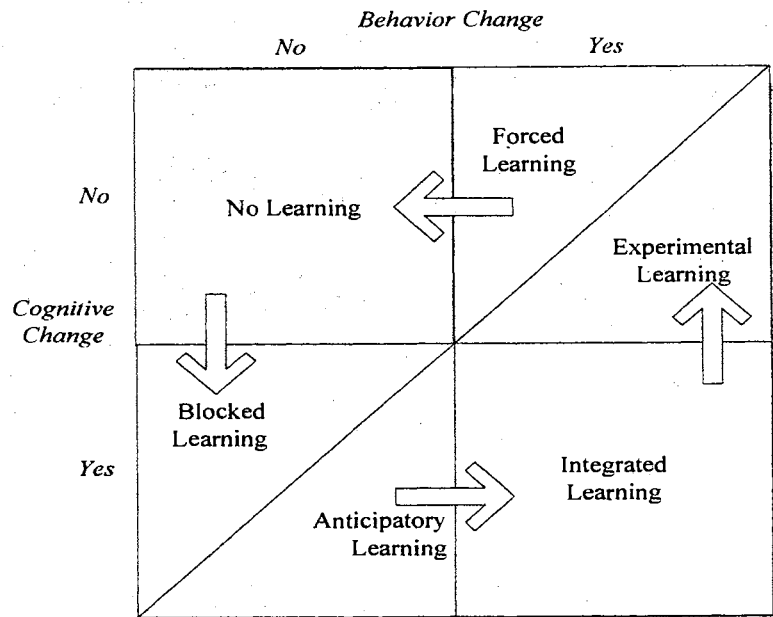 Behavior Change
No
Yes
Forced
Learning
No
No Learning
Experimental
Learning
Cognitive
Change
Blocked
Learning
Yes
Integrated
Learning
Anticipatory
Learning